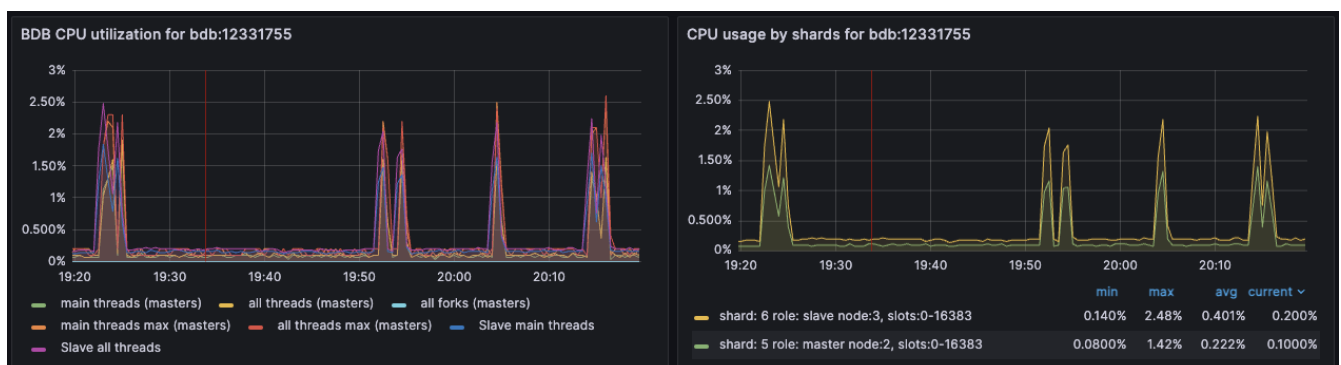 BDB CPU utilization for bdb:12331755
3%
2.50%
2%
1.50%
1%
0.500%
0%
19:20 19:30 19:40 19:50 20:00 20:10
main threads (masters) all threads (masters) all forks (masters)
main threads max (masters) all threads max (masters) Slave main threads
Slave all threads
CPU usage by shards for bdb:12331755
3%
2.50%
2%
1.50%
1%
0.500%
0%
19:20 19:30 19:40 19:50 20:00 20:10
min max avg current
shard: 6 role: slave node:3, slots:0-16383 0.140% 2.48% 0.401% 0.200%
shard: 5 role: master node:2, slots:0-16383 0.0800% 1.42% 0.222% 0.1000%